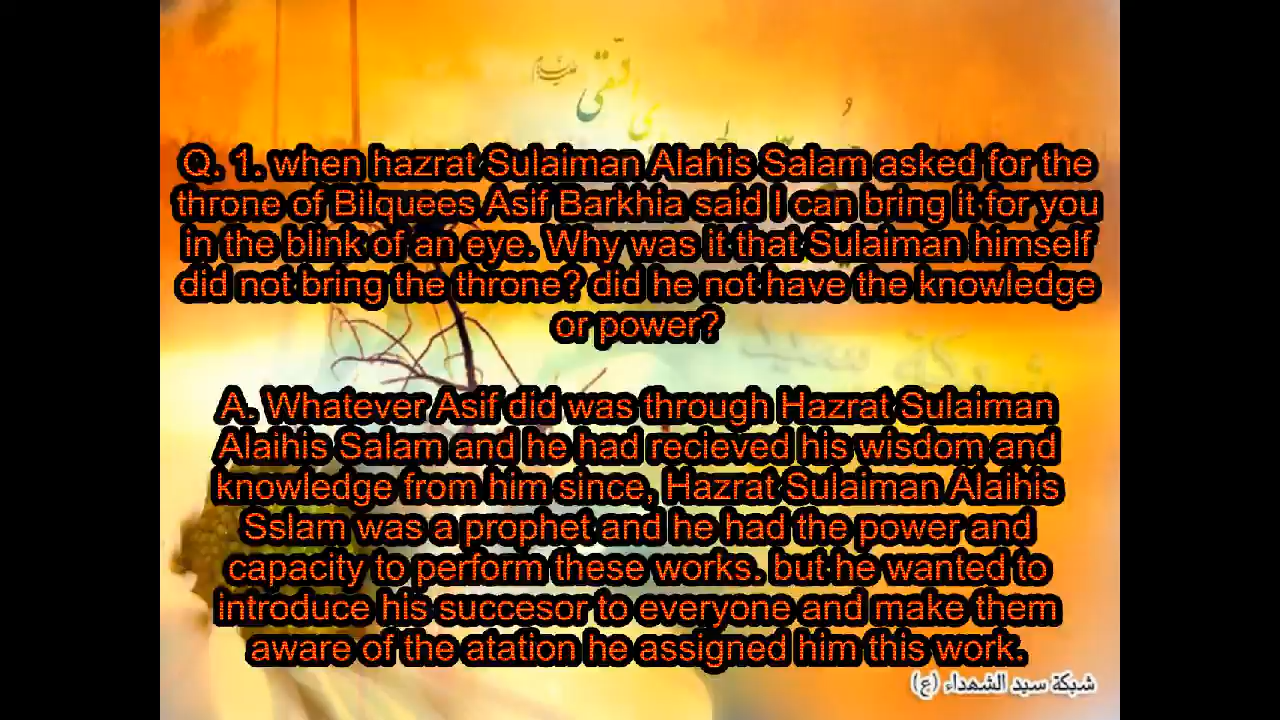 عليه السلام
Q. 1. when hazrat Sulaiman Alahis Salam asked for the
throne of Bilquees Asif Barkhia said I can bring it for you
in the blink of an eye. Why was it that Sulaiman himself
did not bring the throne? did he not have the knowledge
or power?
A. Whatever Asif did was through Hazrat Sulaiman
Alaihis Salam and he had recieved his wisdom and
knowledge from him since, Hazrat Sulaiman Alaihis
Sslam was a prophet and he had the power and
capacity to perform these works. but he wanted to
introduce his succesor to everyone and make them
aware of the atation he assigned him this work.
شبكة سيد الشهداء (ع)